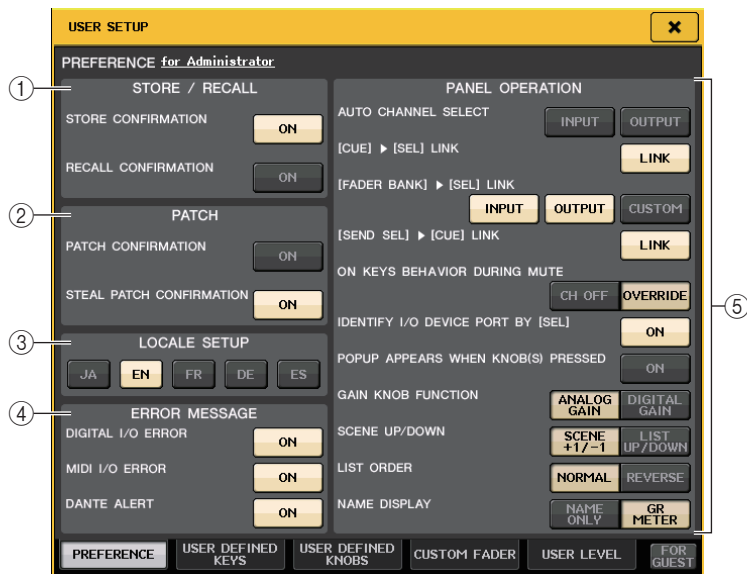 USER SETUP
PREFERENCE for Administrator
① STORE / RECALL
STORE CONFIRMATION ON
RECALL CONFIRMATION ON
② PATCH
PATCH CONFIRMATION ON
STEAL PATCH CONFIRMATION ON
③ LOCALE SETUP
JA EN FR DE ES
④ ERROR MESSAGE
DIGITAL I/O ERROR ON
MIDI I/O ERROR ON
DANTE ALERT ON
PANEL OPERATION
⑤
AUTO CHANNEL SELECT INPUT OUTPUT
[CUE] ▶ [SEL] LINK
LINK
[FADER BANK] ▶ [SEL] LINK
INPUT OUTPUT CUSTOM
[SEND SEL] ▶ [CUE] LINK
LINK
ON KEYS BEHAVIOR DURING MUTE
CH OFF OVERRIDE
IDENTIFY I/O DEVICE PORT BY [SEL]
ON
POPUP APPEARS WHEN KNOB(S) PRESSED ON
GAIN KNOB FUNCTION ANALOG GAIN DIGITAL GAIN
SCENE UP/DOWN SCENE +1/-1 LIST UP/DOWN
LIST ORDER NORMAL REVERSE
NAME DISPLAY NAME ONLY GR METER
PREFERENCE USER DEFINED KEYS USER DEFINED KNOBS CUSTOM FADER USER LEVEL FOR GUEST